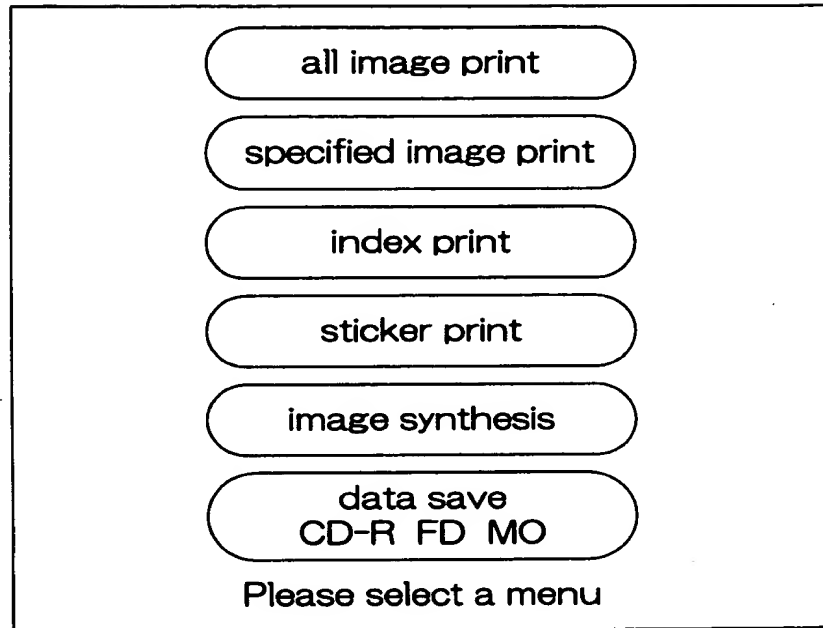 all image print
specified image print
index print
sticker print
image synthesis
data save
CD-R FD MO
Please select a menu